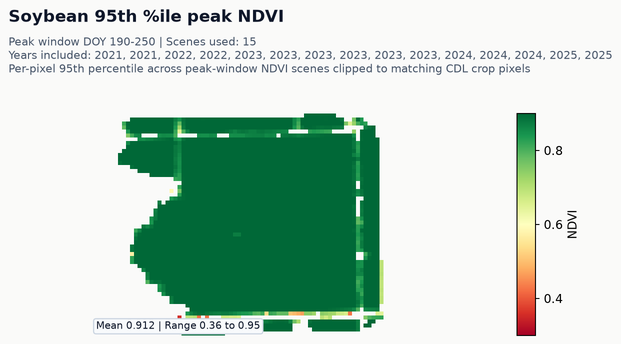 Soybean 95th %ile peak NDVI
Peak window DOY 190-250 | Scenes used: 15
Years included: 2021, 2021, 2022, 2022, 2023, 2023, 2023, 2023, 2023, 2023, 2024, 2024, 2024, 2025, 2025
Per-pixel 95th percentile across peak-window NDVI scenes clipped to matching CDL crop pixels
0.8
0.6
0.4
NDVI
Mean 0.912 | Range 0.36 to 0.95